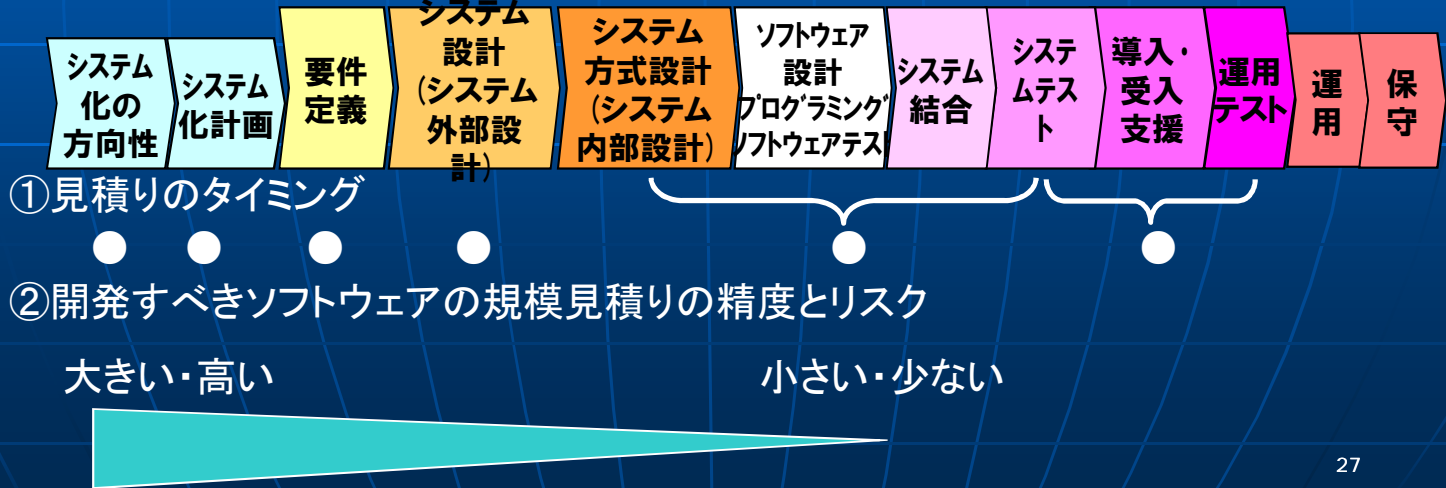 システム
化の
方向性
システム
化計画
要件
定義
システム
設計
(システム
外部設
計)
システム
方式設計
(システム
内部設計)
ソフトウェア
設計
プログラミング
ソフトウェアテスト
システム
結合
システ
ムテス
ト
導入・
受入
支援
運用
テスト
運
用
保
守
①見積りのタイミング
②開発すべきソフトウェアの規模見積りの精度とリスク
大きい・高い
小さい・少ない
27